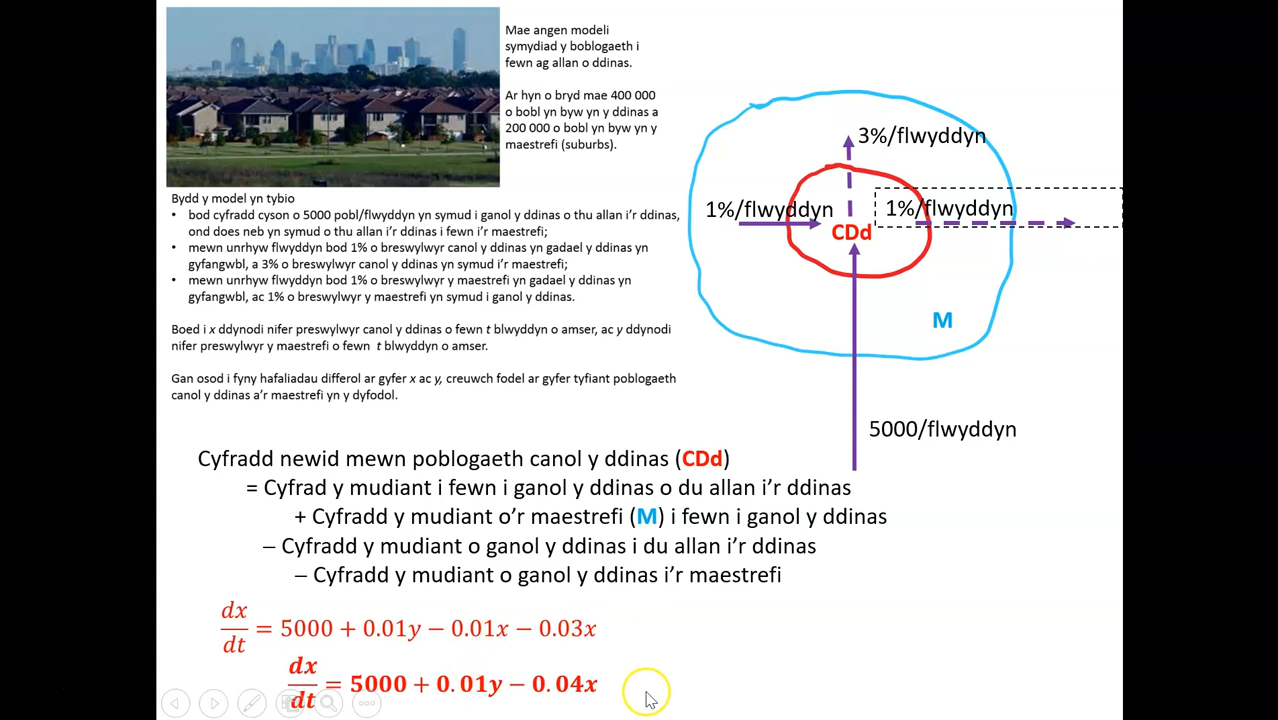 Mae angen modeli
symydiad y boblogaeth i
fewn ag allan o ddinas.
Ar hyn o bryd mae 400 000
o bobl yn byw yn y ddinas a
200 000 o bobl yn byw yn y
maestrefi (suburbs).
Bydd y model yn tybio
• bod cyfradd cyson o 5000 pobl/flwyddyn yn symud i ganol y ddinas o thu allan i'r ddinas,
ond does neb yn symud o thu allan i'r ddinas i fewn i'r maestrefi;
• mewn unrhyw flwyddyn bod 1% o breswylwyr canol y ddinas yn gadael y ddinas yn
gyfangwbl, a 3% o breswylwyr canol y ddinas yn symud i'r maestrefi;
• mewn unrhyw flwyddyn bod 1% o breswylwyr y maestrefi yn gadael y ddinas yn
gyfangwbl, ac 1% o breswylwyr y maestrefi yn symud i ganol y ddinas.
Boed i x ddynodi nifer preswylwyr canol y ddinas o fewn t blwyddyn o amser, ac y ddynodi
nifer preswylwyr y maestrefi o fewn t blwyddyn o amser.
Gan osod i fyny hafaliadau differol ar gyfer x ac y, creuwch fodel ar gyfer tyfiant poblogaeth
canol y ddinas a'r maestrefi yn y dyfodol.
3%/flwyddyn
1%/flwyddyn
1%/flwyddyn
CDd
M
5000/flwyddyn
Cyfradd newid mewn poblogaeth canol y ddinas (CDd)
= Cyfrad y mudiant i fewn i ganol y ddinas o du allan i'r ddinas
+ Cyfradd y mudiant o'r maestrefi (M) i fewn i ganol y ddinas
– Cyfradd y mudiant o ganol y ddinas i du allan i'r ddinas
– Cyfradd y mudiant o ganol y ddinas i'r maestrefi
dx/dt = 5000 + 0.01y − 0.01x − 0.03x
dx/dt = 5000 + 0.01y − 0.04x